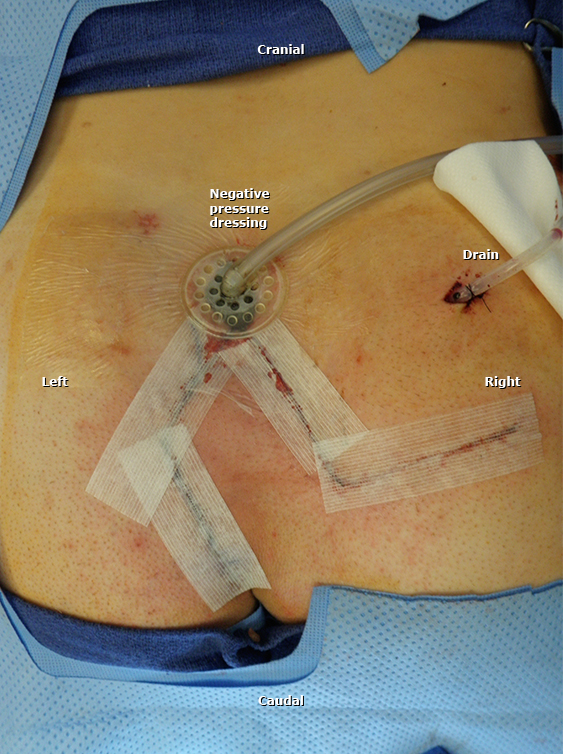 Cranial
Negative
pressure
dressing
Drain
Left
Right
Caudal